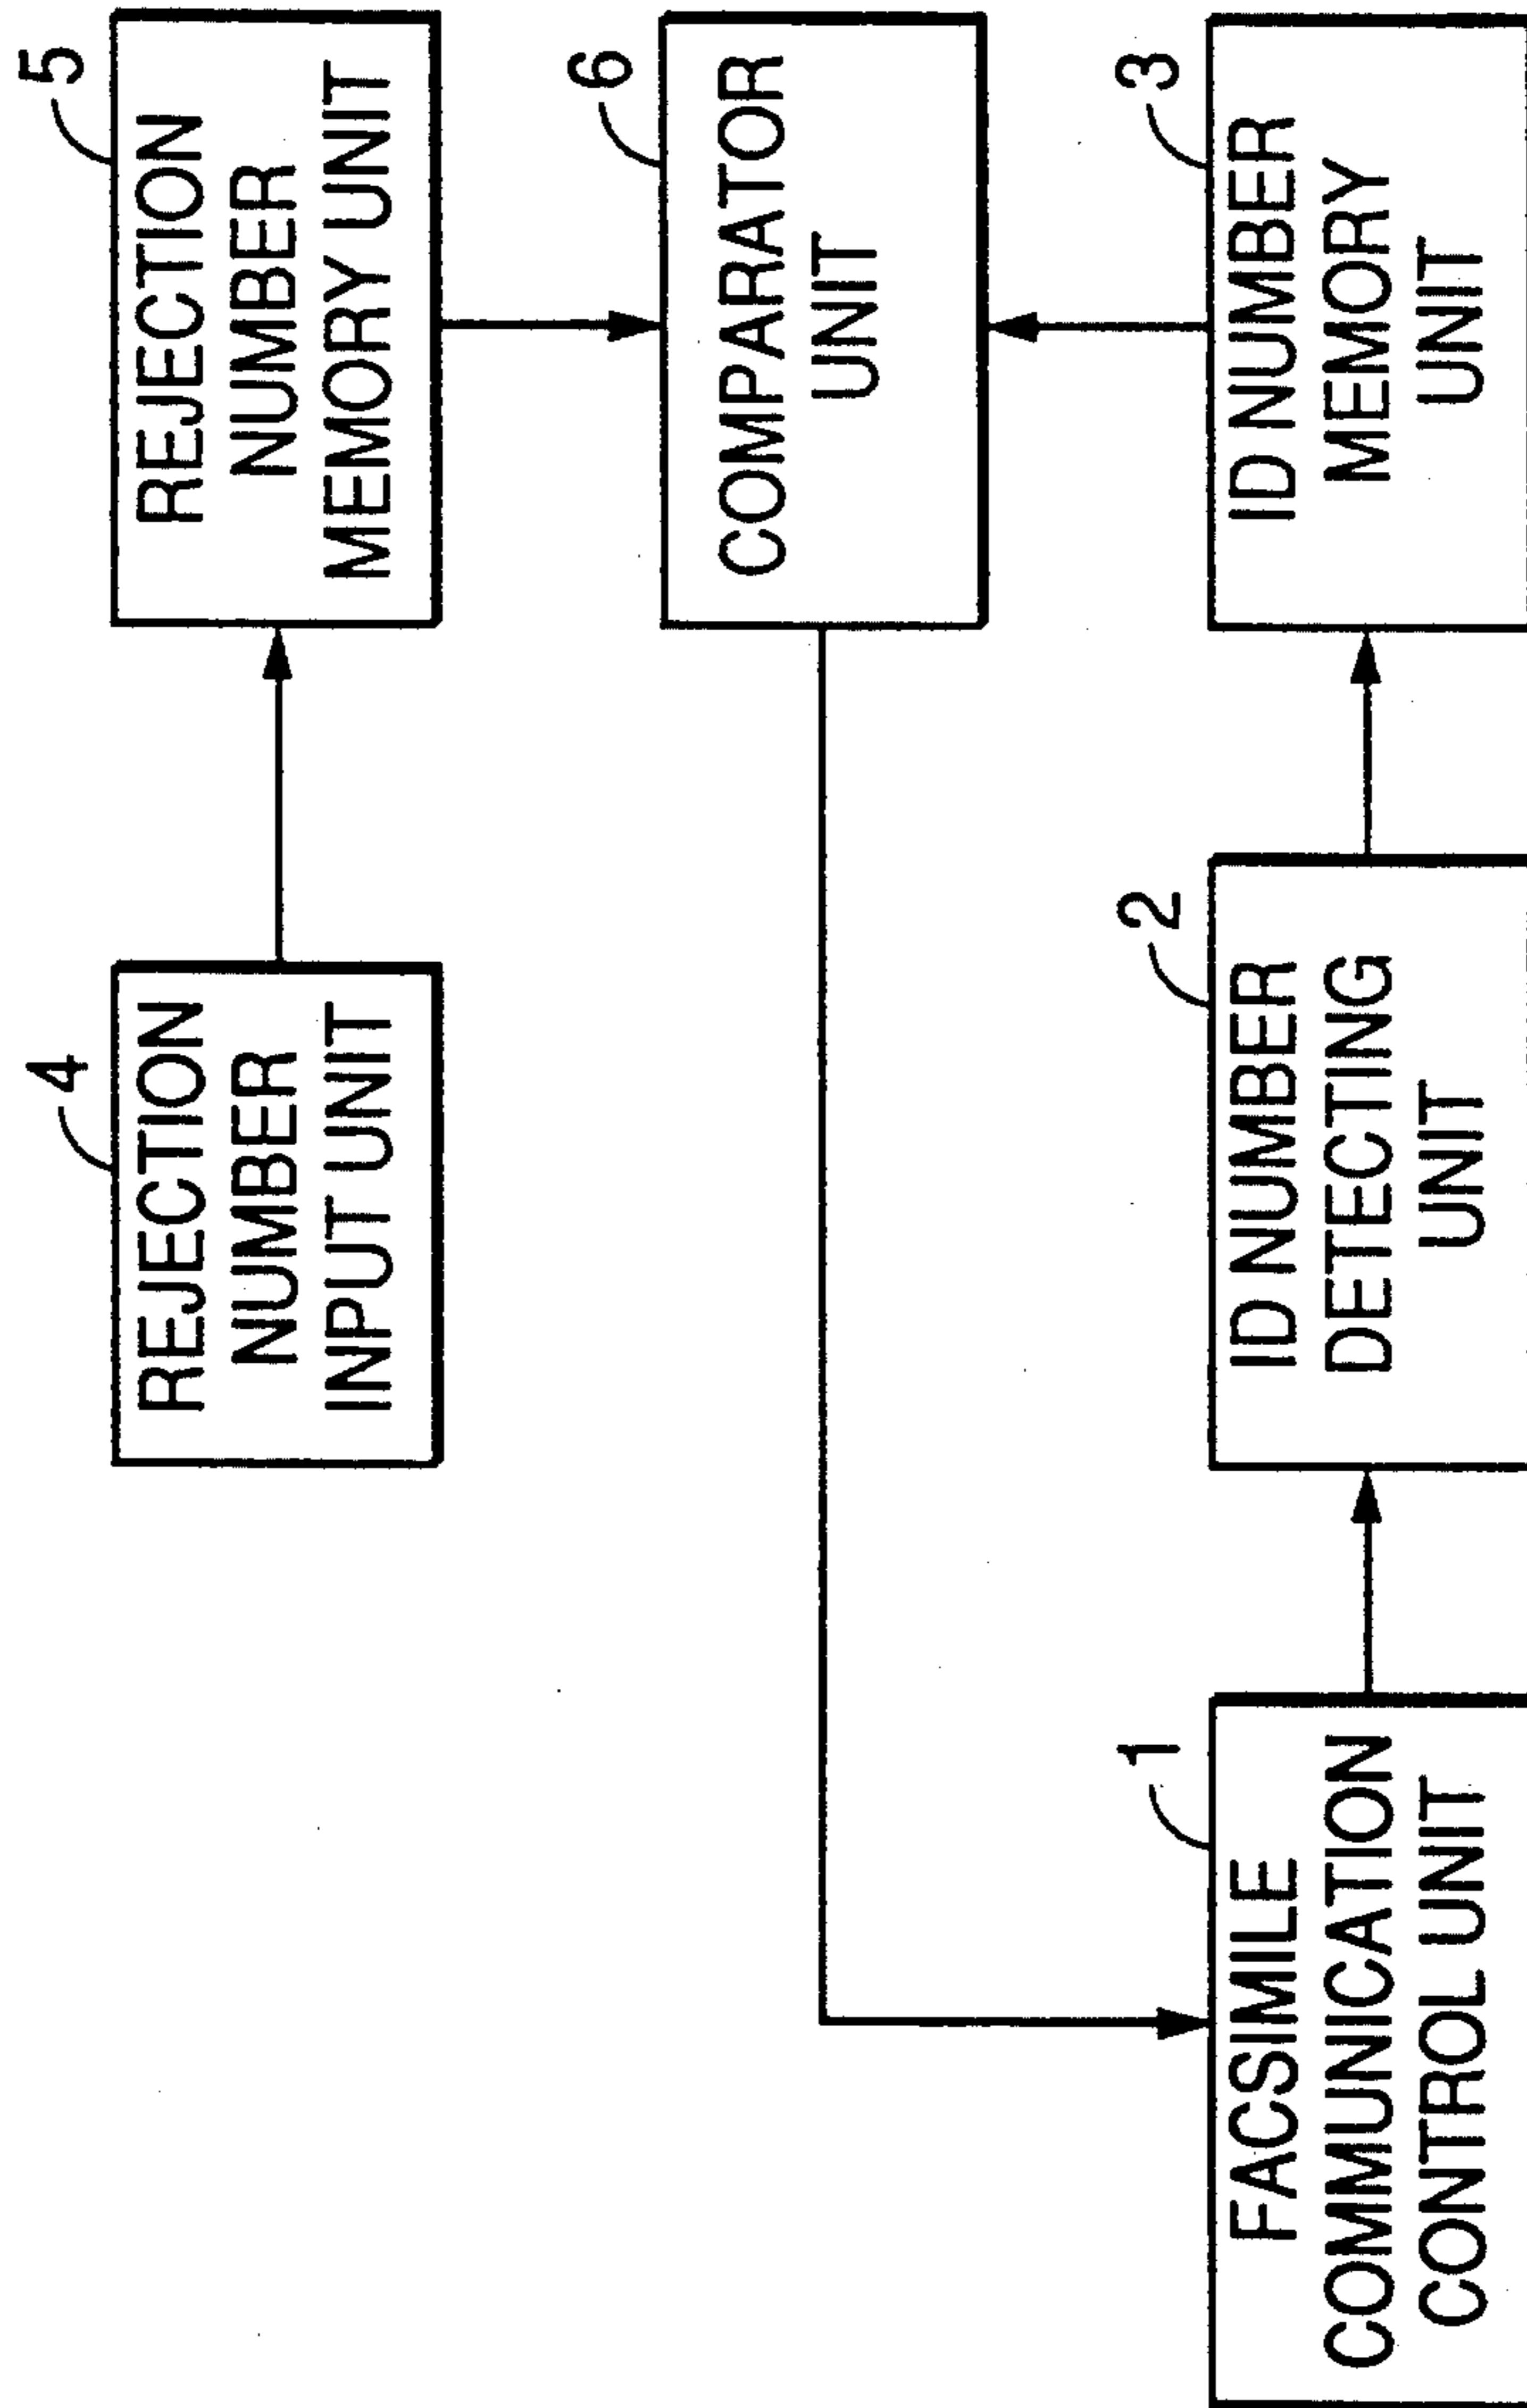 4
REJECTION
NUMBER
INPUT UNIT
5
REJECTION
NUMBER
MEMORY UNIT
6
COMPARATOR
UNIT
1
FACSIMILE
COMMUNICATION
CONTROL UNIT
2
ID NUMBER
DETECTING
UNIT
3
ID NUMBER
MEMORY
UNIT